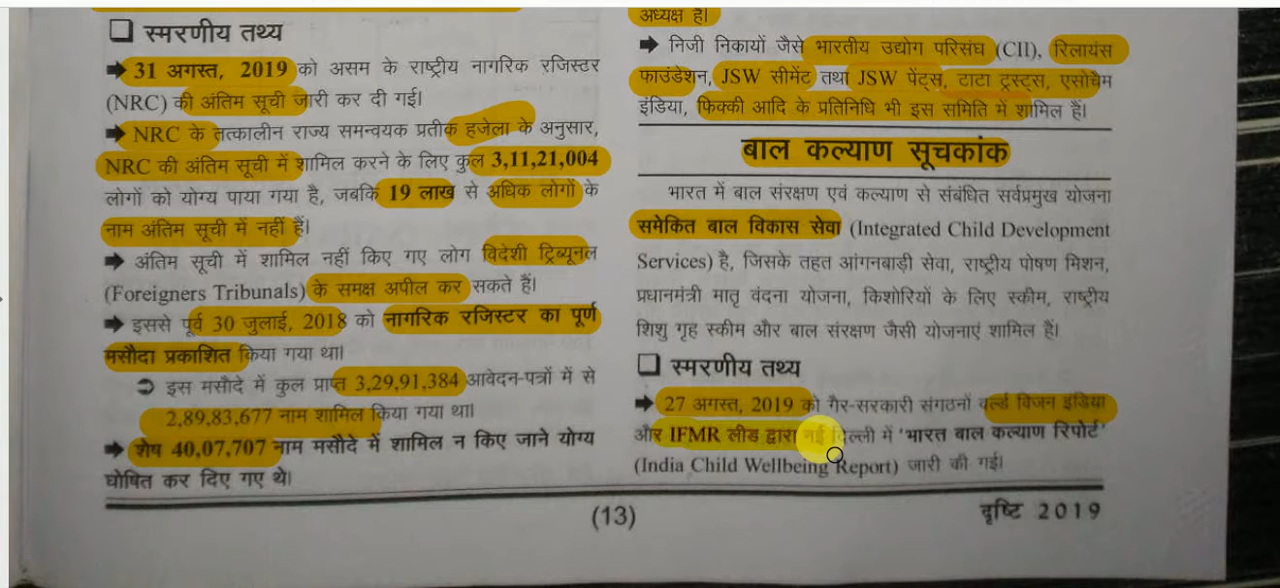 ❑ स्मरणीय तथ्य
➡ 31 अगस्त, 2019 को असम के राष्ट्रीय नागरिक रजिस्टर
(NRC) की अंतिम सूची जारी कर दी गई।
➡ NRC के तत्कालीन राज्य समन्वयक प्रतीक हजेला के अनुसार,
NRC की अंतिम सूची में शामिल करने के लिए कुल 3,11,21,004
लोगों को योग्य पाया गया है, जबकि 19 लाख से अधिक लोगों के
नाम अंतिम सूची में नहीं हैं।
➡ अंतिम सूची में शामिल नहीं किए गए लोग विदेशी ट्रिब्यूनल
(Foreigners Tribunals) के समक्ष अपील कर सकते हैं।
➡ इससे पूर्व 30 जुलाई, 2018 को नागरिक रजिस्टर का पूर्ण
मसौदा प्रकाशित किया गया था।
➲ इस मसौदे में कुल प्राप्त 3,29,91,384 आवेदन-पत्रों में से
2,89,83,677 नाम शामिल किया गया था।
➡ शेष 40,07,707 नाम मसौदे में शामिल न किए जाने योग्य
घोषित कर दिए गए थे।
अध्यक्ष हैं।
➡ निजी निकायों जैसे भारतीय उद्योग परिसंघ (CII), रिलायंस
फाउंडेशन, JSW सीमेंट तथा JSW पेंट्स, टाटा ट्रस्ट्स, एसोचैम
इंडिया, फिक्की आदि के प्रतिनिधि भी इस समिति में शामिल हैं।
बाल कल्याण सूचकांक
भारत में बाल संरक्षण एवं कल्याण से संबंधित सर्वप्रमुख योजना
समेकित बाल विकास सेवा (Integrated Child Development
Services) है, जिसके तहत आंगनबाड़ी सेवा, राष्ट्रीय पोषण मिशन,
प्रधानमंत्री मातृ वंदना योजना, किशोरियों के लिए स्कीम, राष्ट्रीय
शिशु गृह स्कीम और बाल संरक्षण जैसी योजनाएं शामिल हैं।
❑ स्मरणीय तथ्य
➡ 27 अगस्त, 2019 को गैर-सरकारी संगठनों वर्ल्ड विजन इंडिया
और IFMR लीड द्वारा नई दिल्ली में 'भारत बाल कल्याण रिपोर्ट'
(India Child Wellbeing Report) जारी की गई।
(13)
दृष्टि 2019